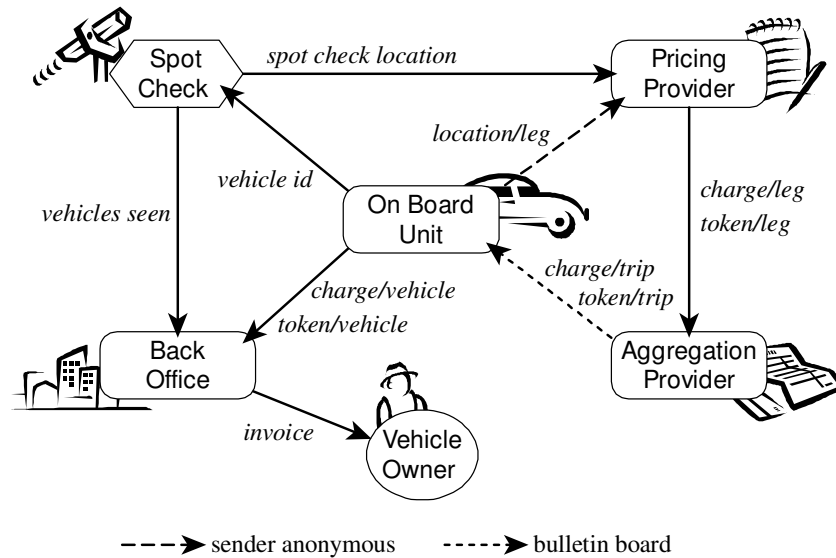 Spot
Check
spot check location
Pricing
Provider
location/leg
vehicle id
vehicles seen
On Board
Unit
charge/leg
token/leg
charge/trip
token/trip
charge/vehicle
token/vehicle
Back
Office
Aggregation
Provider
invoice
Vehicle
Owner
sender anonymous
bulletin board